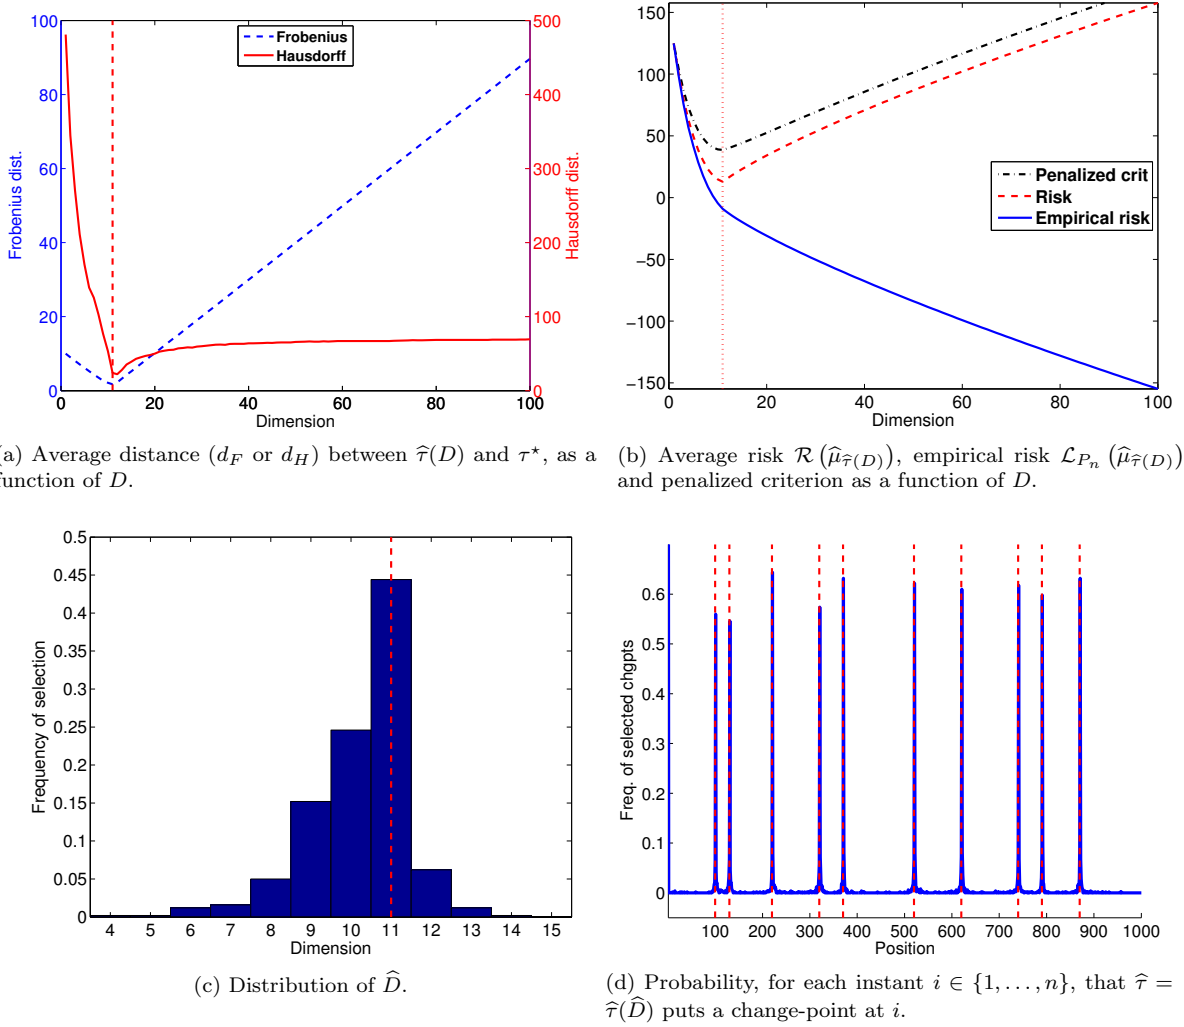 100
80
60
40
20
0
Frobenius dist.
Frobenius
Hausdorff
500
400
300
200
100
0
Hausdorff dist.
0 20 40 60 80 100
Dimension
(a) Average distance (d_F or d_H) between τ̂(D) and τ⋆, as a
function of D.
150
100
50
0
−50
−100
−150
Penalized crit
Risk
Empirical risk
0 20 40 60 80 100
Dimension
(b) Average risk R (μ̂_τ̂(D)), empirical risk L_Pn (μ̂_τ̂(D))
and penalized criterion as a function of D.
0.5
0.45
0.4
0.35
0.3
0.25
0.2
0.15
0.1
0.05
0
Frequency of selection
4 5 6 7 8 9 10 11 12 13 14 15
Dimension
(c) Distribution of D̂.
0.6
0.5
0.4
0.3
0.2
0.1
0
Freq. of selected chgpts
100 200 300 400 500 600 700 800 900 1000
Position
(d) Probability, for each instant i ∈ {1, . . . , n}, that τ̂ =
τ̂(D̂) puts a change-point at i.